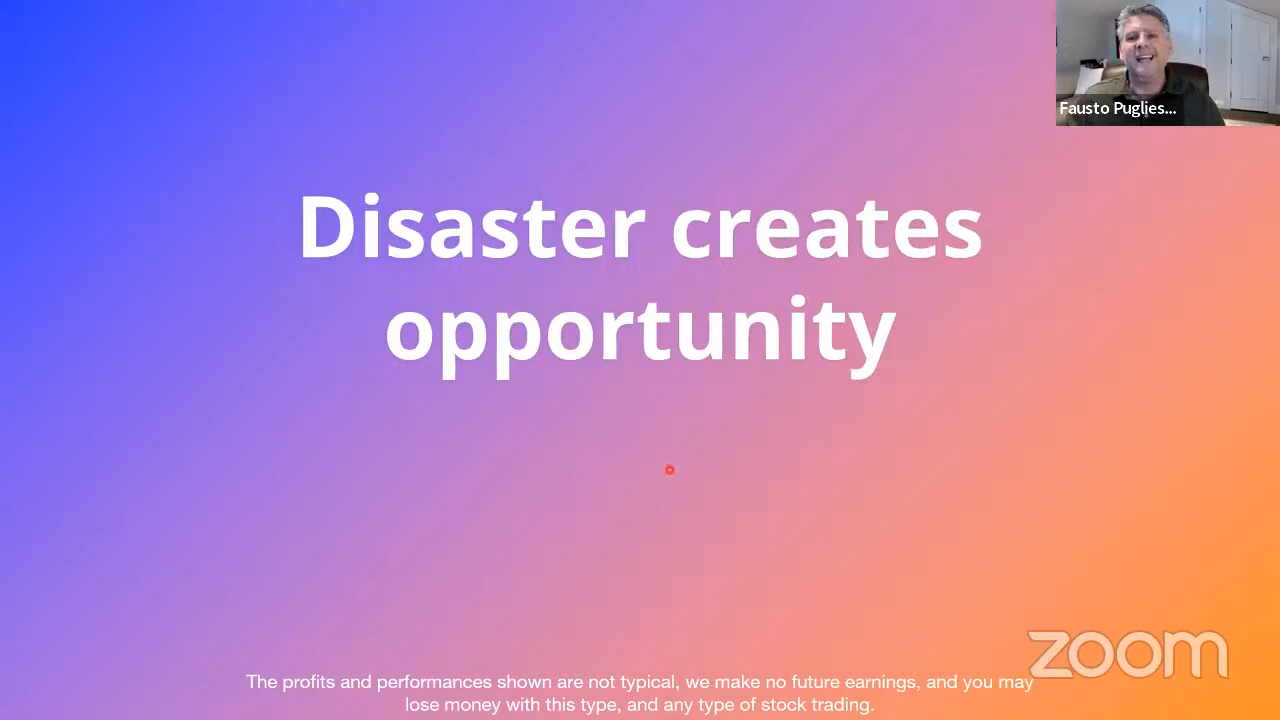 Fausto Puglies...
Disaster creates
opportunity
zoom
The profits and performances shown are not typical, we make no future earnings, and you may
lose money with this type, and any type of stock trading.